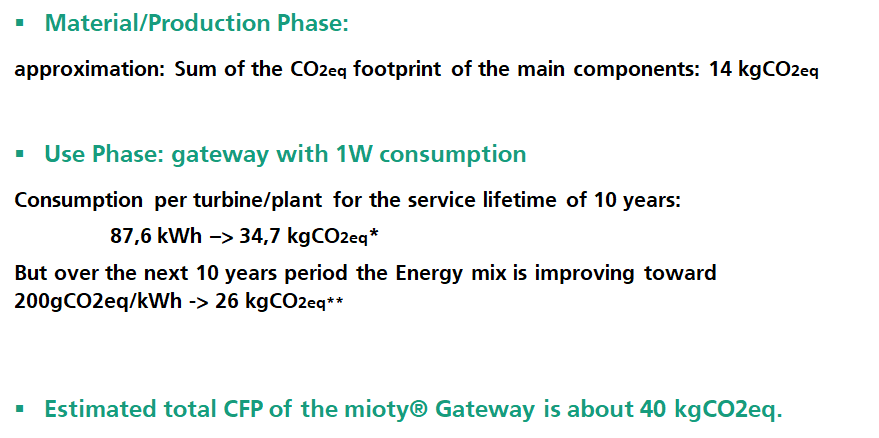 ▪ Material/Production Phase:
approximation: Sum of the CO2eq footprint of the main components: 14 kgCO2eq
▪ Use Phase: gateway with 1W consumption
Consumption per turbine/plant for the service lifetime of 10 years:
87,6 kWh –> 34,7 kgCO2eq*
But over the next 10 years period the Energy mix is improving toward
200gCO2eq/kWh -> 26 kgCO2eq**
▪ Estimated total CFP of the mioty® Gateway is about 40 kgCO2eq.